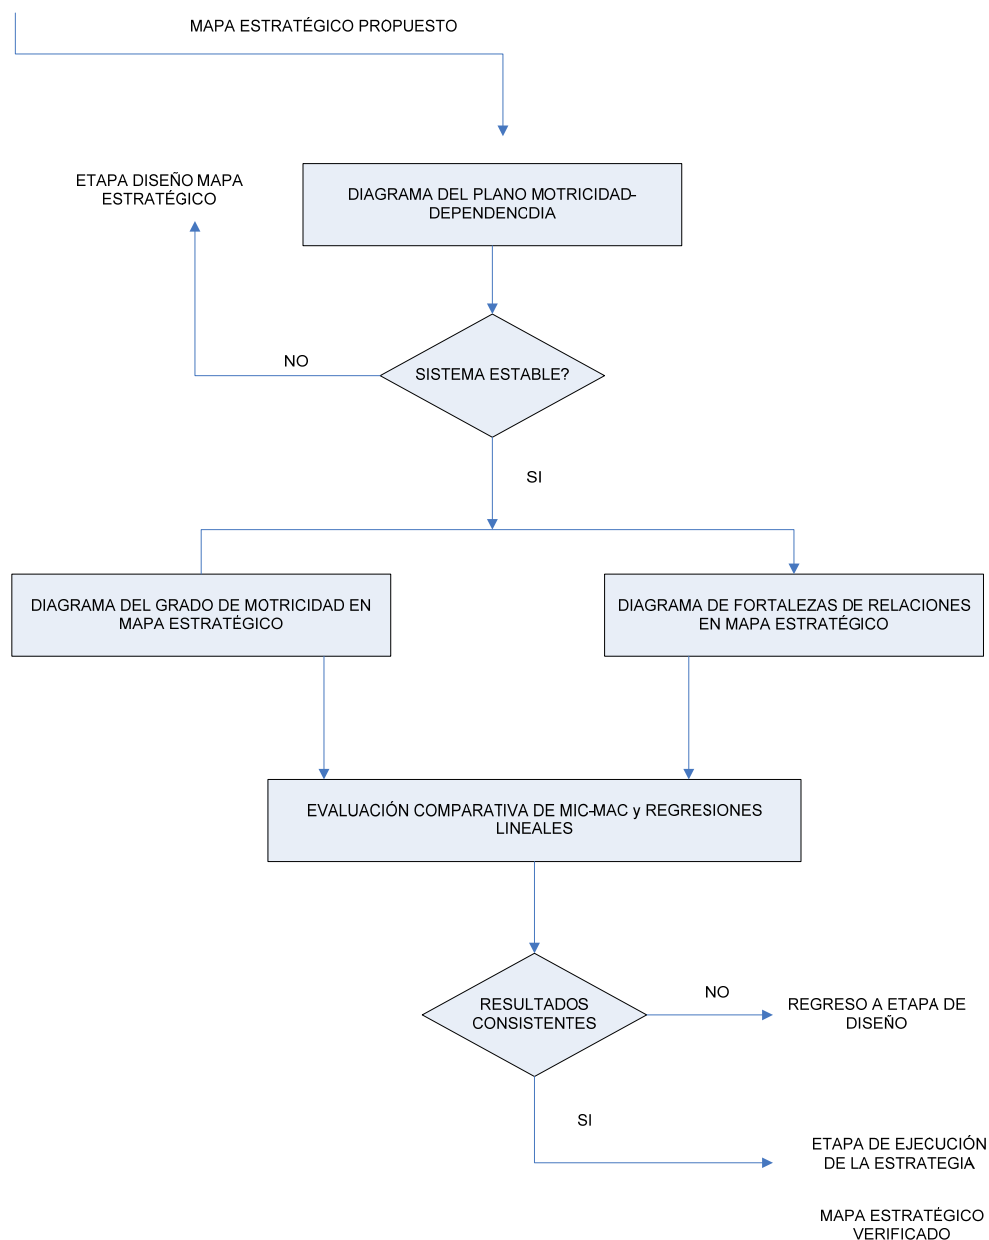 MAPA ESTRATÉGICO PROPUESTO
ETAPA DISEÑO MAPA
ESTRATÉGICO
DIAGRAMA DEL PLANO MOTRICIDAD-
DEPENDENCDIA
NO
SISTEMA ESTABLE?
SI
DIAGRAMA DEL GRADO DE MOTRICIDAD EN
MAPA ESTRATÉGICO
DIAGRAMA DE FORTALEZAS DE RELACIONES
EN MAPA ESTRATÉGICO
EVALUACIÓN COMPARATIVA DE MIC-MAC y REGRESIONES
LINEALES
RESULTADOS
CONSISTENTES
NO
REGRESO A ETAPA DE
DISEÑO
SI
ETAPA DE EJECUCIÓN
DE LA ESTRATEGIA
MAPA ESTRATÉGICO
VERIFICADO